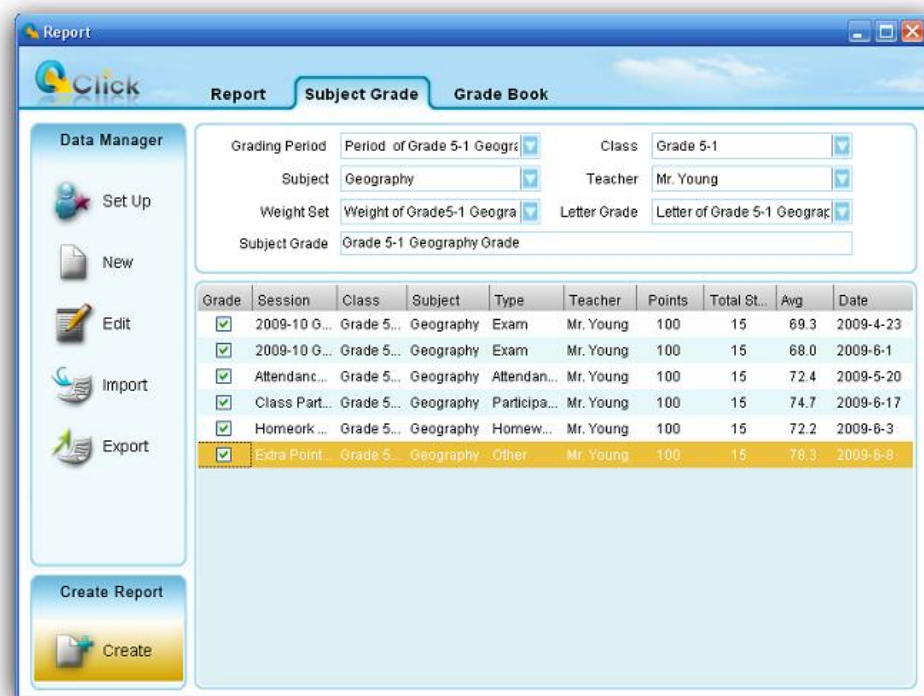 Report
QClick
Report Subject Grade Grade Book
Data Manager
Set Up
New
Edit
Import
Export
Create Report
Create
Grading Period Period of Grade 5-1 Geogra Class Grade 5-1
Subject Geography Teacher Mr. Young
Weight Set Weight of Grade5-1 Geogra Letter Grade Letter of Grade 5-1 Geograp
Subject Grade Grade 5-1 Geography Grade
Grade Session Class Subject Type Teacher Points Total St... Avg Date
2009-10 G... Grade 5... Geography Exam Mr. Young 100 15 69.3 2009-4-23
2009-10 G... Grade 5... Geography Exam Mr. Young 100 15 68.0 2009-6-1
Attendanc... Grade 5... Geography Attendan... Mr. Young 100 15 72.4 2009-5-20
Class Part... Grade 5... Geography Participa... Mr. Young 100 15 74.7 2009-6-17
Homeork ... Grade 5... Geography Homew... Mr. Young 100 15 72.2 2009-6-3
Extra Point... Grade 5... Geography Other Mr. Young 100 15 78.3 2009-6-8